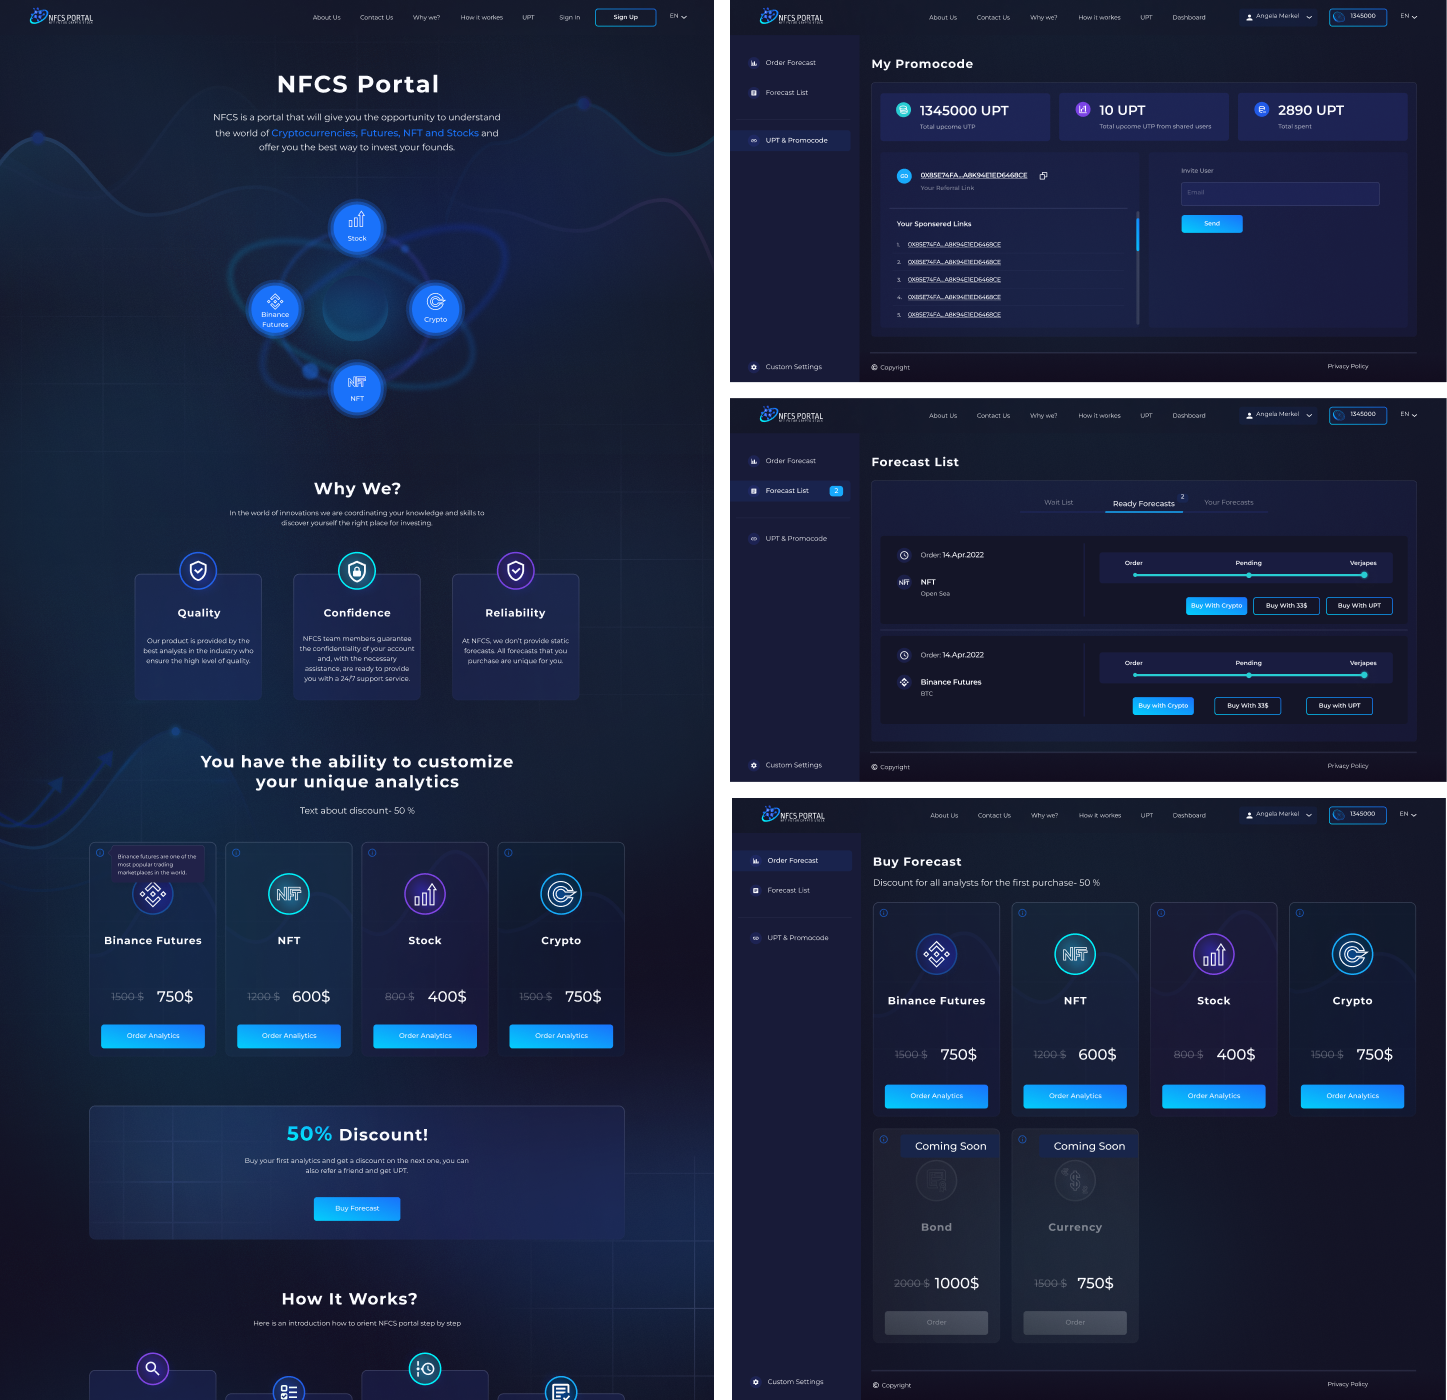 NFCS PORTAL
About Us
Contact Us
Why we?
How it workes
UPT
Sign In
Sign Up
EN
NFCS Portal
NFCS is a portal that will give you the opportunity to understand
the world of Cryptocurrencies, Futures, NFT and Stocks and
offer you the best way to invest your founds.
Stock
Binance
Futures
Crypto
NFT
NFT
Why We?
In the world of innovations we are coordinating your knowledge and skills to
discover yourself the right place for investing.
Quality
Our product is provided by the
best analysts in the industry who
ensure the high level of quality.
Confidence
NFCS team members guarantee
the confidentiality of your account
and, with the necessary
assistance, are ready to provide
you with a 24/7 support service.
Reliability
At NFCS, we don't provide static
forecasts. All forecasts that you
purchase are unique for you.
You have the ability to customize
your unique analytics
Text about discount- 50 %
Binance futures are one of the
most popular trading
marketplaces in the world.
Binance Futures
1500 $ 750$
Order Analytics
NFT
NFT
1200 $ 600$
Order Analytics
Stock
800 $ 400$
Order Analytics
Crypto
1500 $ 750$
Order Analytics
50% Discount!
Buy your first analytics and get a discount on the next one, you can
also refer a friend and get UPT.
Buy Forecast
How It Works?
Here is an introduction how to orient NFCS portal step by step
NFCS PORTAL
About Us
Contact Us
Why we?
How it workes
UPT
Dashboard
Angela Merkel
1345000
EN
Order Forecast
Forecast List
UPT & Promocode
Custom Settings
My Promocode
1345000 UPT
Total upcome UTP
10 UPT
Total upcome UTP from shared users
2890 UPT
Total spent
0X85E74FA...A8K94E1ED6468CE
Your Referral Link
Your Sponsered Links
1. 0X85E74FA...A8K94E1ED6468CE
2. 0X85E74FA...A8K94E1ED6468CE
3. 0X85E74FA...A8K94E1ED6468CE
4. 0X85E74FA...A8K94E1ED6468CE
5. 0X85E74FA...A8K94E1ED6468CE
Invite User
Email
Send
© Copyright
Privacy Policy
NFCS PORTAL
About Us
Contact Us
Why we?
How it workes
UPT
Dashboard
Angela Merkel
1345000
EN
Order Forecast
Forecast List
2
UPT & Promocode
Custom Settings
Forecast List
Wait List
Ready Forecasts
2
Your Forecasts
Order: 14.Apr.2022
NFT
NFT
Open Sea
Order
Pending
Verjapes
Buy With Crypto
Buy With 33$
Buy With UPT
Order: 14.Apr.2022
Binance Futures
BTC
Order
Pending
Verjapes
Buy with Crypto
Buy With 33$
Buy with UPT
© Copyright
Privacy Policy
NFCS PORTAL
About Us
Contact Us
Why we?
How it workes
UPT
Dashboard
Angela Merkel
1345000
EN
Order Forecast
Forecast List
UPT & Promocode
Custom Settings
Buy Forecast
Discount for all analysts for the first purchase- 50 %
Binance Futures
1500 $ 750$
Order Analytics
NFT
NFT
1200 $ 600$
Order Analytics
Stock
800 $ 400$
Order Analytics
Crypto
1500 $ 750$
Order Analytics
Coming Soon
Bond
2000 $ 1000$
Order
Coming Soon
Currency
1500 $ 750$
Order
© Copyright
Privacy Policy